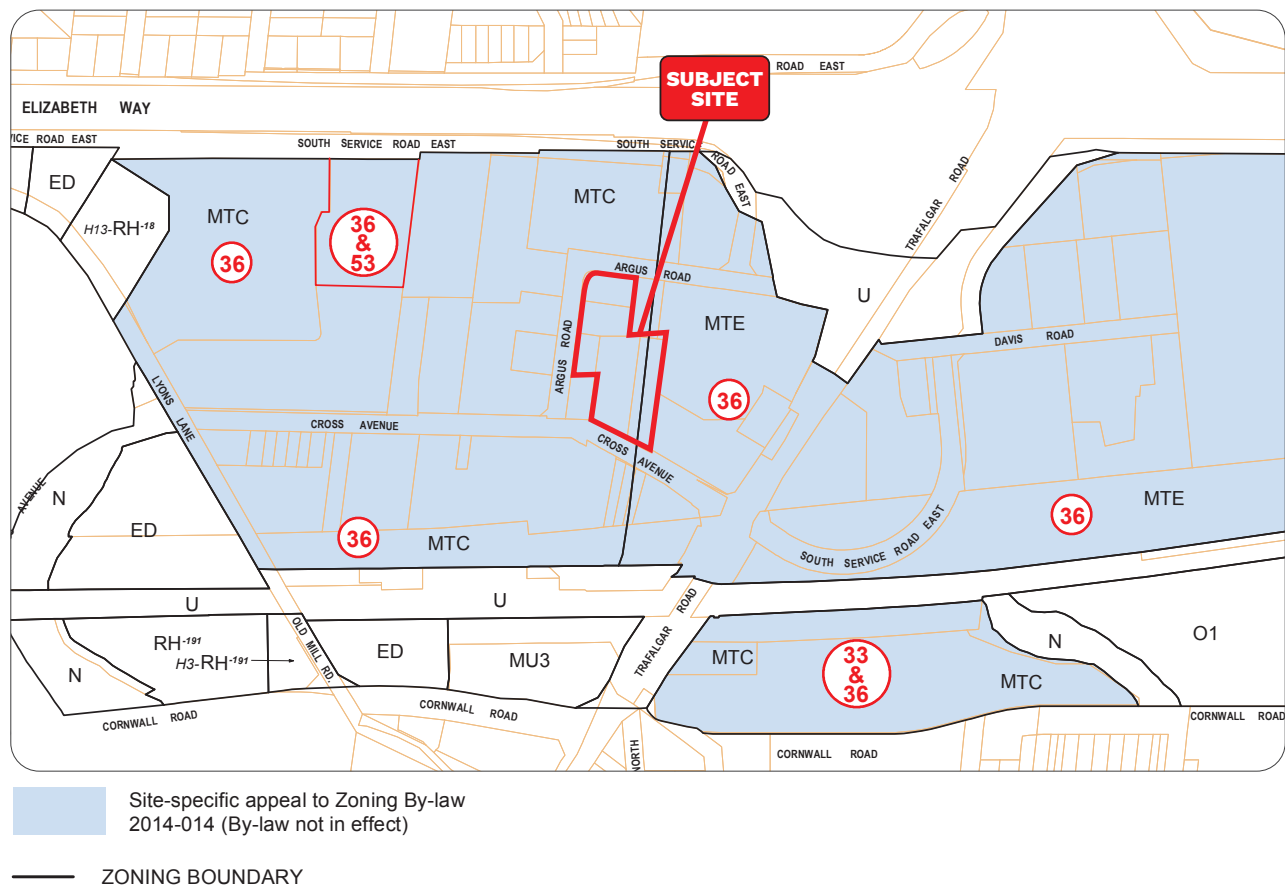 ROAD EAST
SUBJECT
SITE
ELIZABETH WAY
VICE ROAD EAST
SOUTH SERVICE ROAD EAST
SOUTH SERVIC
ROAD EAST
TRAFALGAR ROAD
ED
H13-RH-18
MTC
36
36
&
53
MTC
ARGUS ROAD
U
MTE
ARGUS ROAD
DAVIS ROAD
LYONS LANE
36
CROSS AVENUE
CROSS AVENUE
AVENUE
N
ED
36
MTC
36
MTE
SOUTH SERVICE ROAD EAST
U
U
TRAFALGAR ROAD
RH-191
H3-RH-191
OLD MILL RD.
ED
MU3
N
MTC
33
&
36
MTC
N
O1
CORNWALL ROAD
CORNWALL ROAD
CORNWALL ROAD
CORNWALL ROAD
NORTH
Site-specific appeal to Zoning By-law
2014-014 (By-law not in effect)
ZONING BOUNDARY